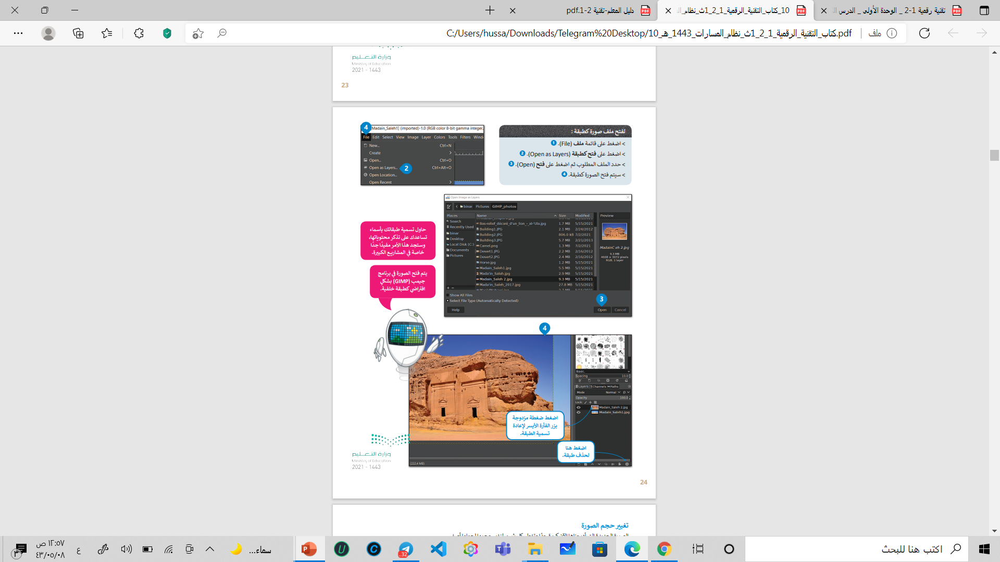 تقنية رقمية 1-2 _ الوحدة الأولى _ الدرس ال
10_كتاب_التقنية_الرقمية_1_2_1ث_نظام_ال
دليل المعلم-تقنية 2-1.pdf
ملف
C:/Users/hussa/Downloads/Telegram%20Desktop/10_كتاب_التقنية_الرقمية_1_2_1ث_نظام_المسارات_1443_هـ.pdf
وزارة التعليم
Ministry of Education
2021 - 1443
23
لفتح ملف صورة كطبقة :
> اضغط على قائمة ملف (File). 1
> اضغط على فتح كطبقة (Open as Layers). 2
> حدد الملف المطلوب ثم اضغط على فتح (Open). 3
> سيتم فتح الصورة كطبقة. 4
4
Madain_Saleh1] (imported)-1.0 (RGB color 8-bit gamma integer,
File Edit Select View Image Layer Colors Tools Filters Wind
New... Ctrl+N
Create >
Open... Ctrl+O
Open as Layers... 2 Ctrl+Alt+O
Open Location...
Open Recent >
Open Image as Layers
binar Pictures GIMP_photos
Places Name Size Modified Preview
Search
Recently Used
binar
Desktop
Local Disk (C:)
Documents
Pictures
Bas-relief_décoré_d'un_lion_-_al-'Ula.jpg 1.7 MB 5/15/2021
Building1.JPG 2.1 MB 2/24/2012
Building2.JPG 806.0 kB 7/2/2021
Building3.JPG 5.7 MB 2/21/2013
Camel.png 1.3 MB 7/2/2021
Desert1.JPG 2.2 MB 2/16/2012
Desert2.JPG 2.4 MB 2/16/2012
Horse.jpg 1.2 MB 5/15/2021
Madain_Saleh1.jpg 5.5 MB 5/15/2021
Mada'in_Saleh.jpg 2.9 MB 5/15/2021
Madain_Saleh 2.jpg 9.3 MB 5/15/2021
Mada'in_Saleh_2017.jpg 27.8 MB 5/15/2021
MadainC eh 2.jpg
9.3 MB
4608 × 3072 pixels
RGB, 1 layer
Show All Files
Select File Type (Automatically Detected)
3
Help Open Cancel
حاول تسمية طبقاتك بأسماء
تساعدك على تذكر محتوياتها،
وستجد هذا الأمر مفيدًا جدًا
خاصة في المشاريع الكبيرة.
يتم فتح الصورة في برنامج
جيمب (GIMP) بشكلٍ
افتراضي كطبقة خلفية.
4
Basic,
Spacing 10.0
Layers Channels Paths
Mode Normal
Opacity 100.0
Lock:
Madain_Saleh 2.jpg
Madain_Saleh1.jpg
اضغط ضغطة مزدوجة
بزر الفأرة الأيسر لإعادة
تسمية الطبقة.
اضغط هنا
لحذف طبقة.
(222.4 MB)
وزارة التعليم
Ministry of Education
2021 - 1443
24
تغيير حجم الصورة
اكتب هنا للبحث
سماء...
32..
ع
١٢:٥٧ ص
٤٣/٠٥/٠٨
٣